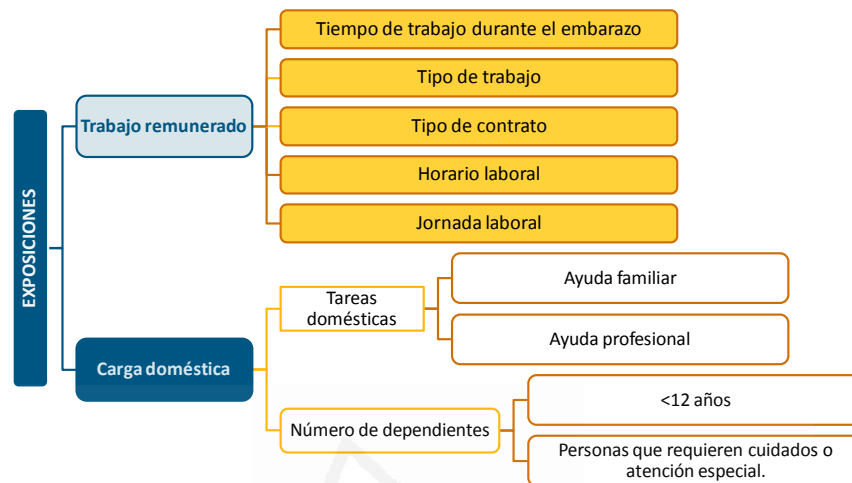 EXPOSICIONES
Trabajo remunerado
Tiempo de trabajo durante el embarazo
Tipo de trabajo
Tipo de contrato
Horario laboral
Jornada laboral
Carga doméstica
Tareas
domésticas
Ayuda familiar
Ayuda profesional
Número de dependientes
<12 años
Personas que requieren cuidados o
atención especial.